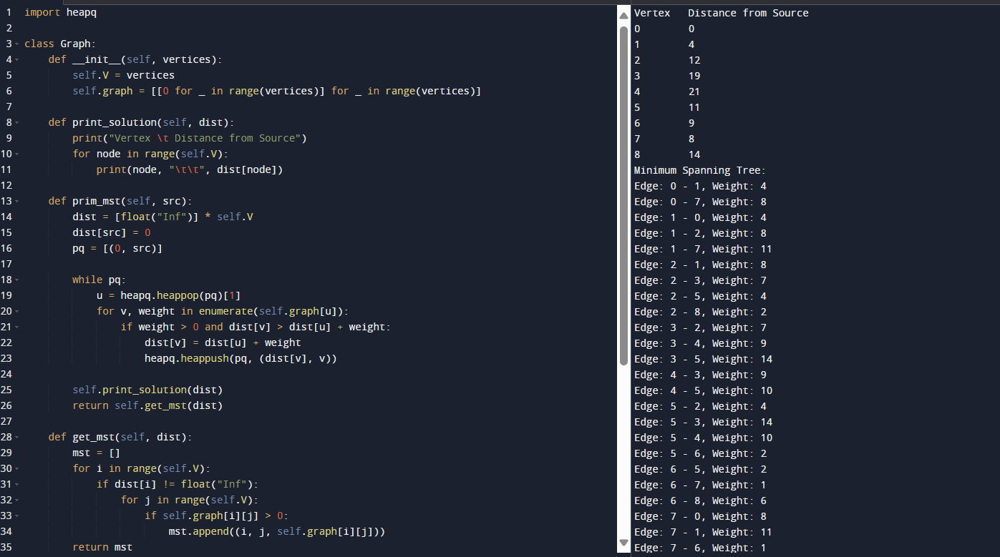 1 import heapq
2
3 class Graph:
4     def __init__(self, vertices):
5         self.V = vertices
6         self.graph = [[0 for _ in range(vertices)] for _ in range(vertices)]
7
8     def print_solution(self, dist):
9         print("Vertex \t Distance from Source")
10         for node in range(self.V):
11             print(node, "\t\t", dist[node])
12
13     def prim_mst(self, src):
14         dist = [float("Inf")] * self.V
15         dist[src] = 0
16         pq = [(0, src)]
17
18         while pq:
19             u = heapq.heappop(pq)[1]
20             for v, weight in enumerate(self.graph[u]):
21                 if weight > 0 and dist[v] > dist[u] + weight:
22                     dist[v] = dist[u] + weight
23                     heapq.heappush(pq, (dist[v], v))
24
25         self.print_solution(dist)
26         return self.get_mst(dist)
27
28     def get_mst(self, dist):
29         mst = []
30         for i in range(self.V):
31             if dist[i] != float("Inf"):
32                 for j in range(self.V):
33                     if self.graph[i][j] > 0:
34                         mst.append((i, j, self.graph[i][j]))
35         return mst
Vertex   Distance from Source
0        0
1        4
2        12
3        19
4        21
5        11
6        9
7        8
8        14
Minimum Spanning Tree:
Edge: 0 - 1, Weight: 4
Edge: 0 - 7, Weight: 8
Edge: 1 - 0, Weight: 4
Edge: 1 - 2, Weight: 8
Edge: 1 - 7, Weight: 11
Edge: 2 - 1, Weight: 8
Edge: 2 - 3, Weight: 7
Edge: 2 - 5, Weight: 4
Edge: 2 - 8, Weight: 2
Edge: 3 - 2, Weight: 7
Edge: 3 - 4, Weight: 9
Edge: 3 - 5, Weight: 14
Edge: 4 - 3, Weight: 9
Edge: 4 - 5, Weight: 10
Edge: 5 - 2, Weight: 4
Edge: 5 - 3, Weight: 14
Edge: 5 - 4, Weight: 10
Edge: 5 - 6, Weight: 2
Edge: 6 - 5, Weight: 2
Edge: 6 - 7, Weight: 1
Edge: 6 - 8, Weight: 6
Edge: 7 - 0, Weight: 8
Edge: 7 - 1, Weight: 11
Edge: 7 - 6, Weight: 1